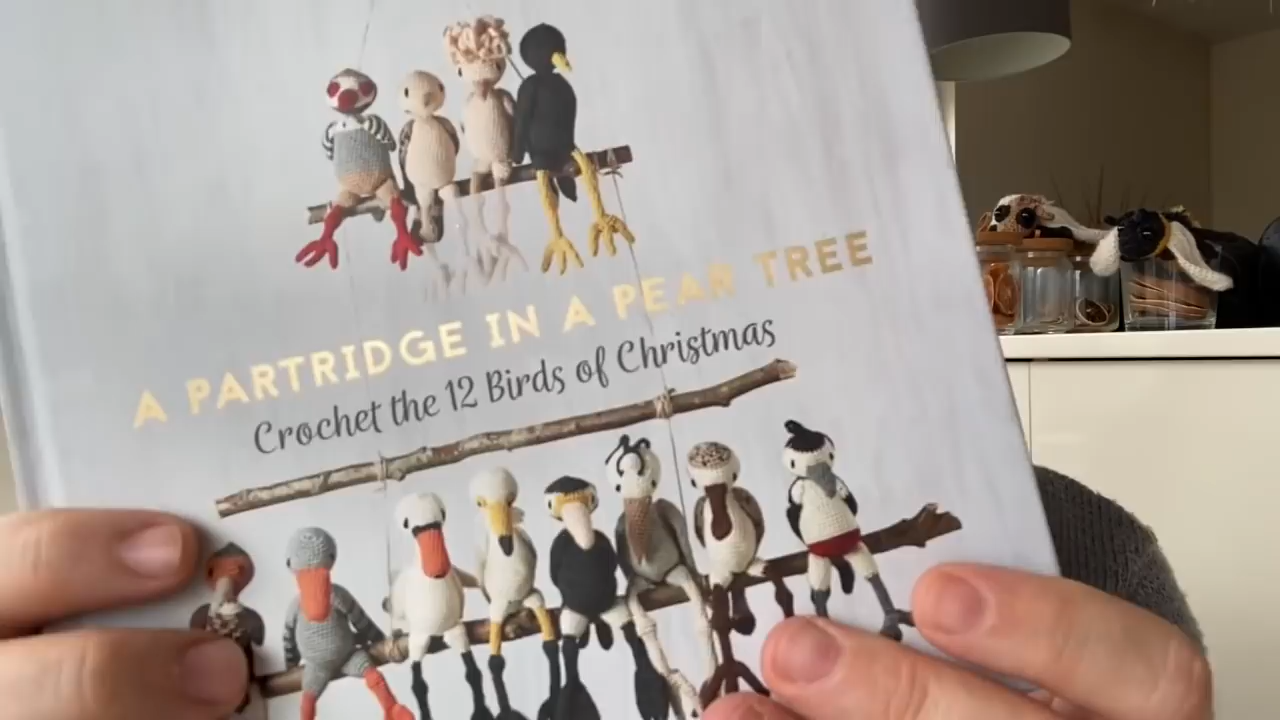 A PARTRIDGE IN A PEAR TREE
Crochet the 12 Birds of Christmas